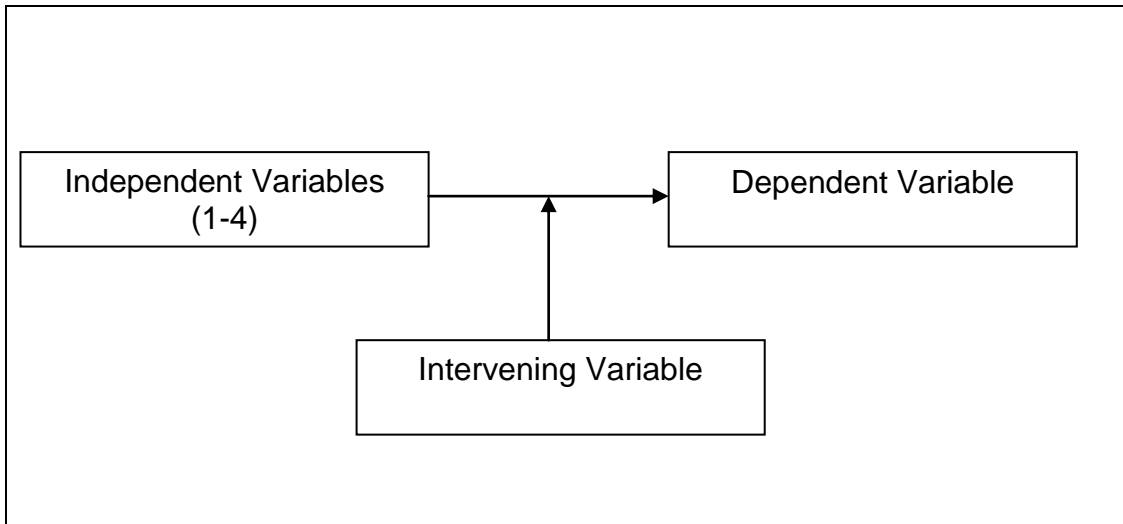 Independent Variables
(1-4)
Dependent Variable
Intervening Variable